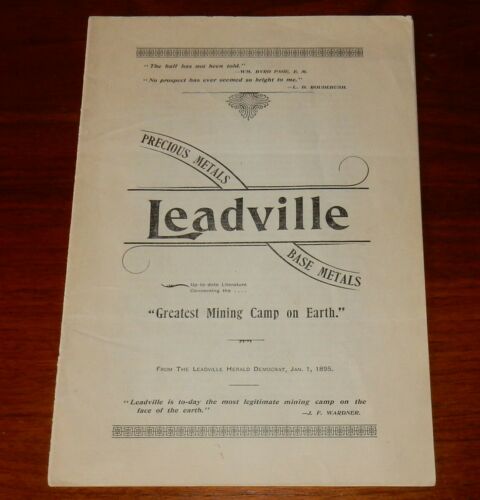 "The half has not been told."
—WM. BYRD PAGE, E. M.
"No prospect has ever seemed so bright to me."
—L. D. ROUDEBUSH.
PRECIOUS METALS
Leadville
BASE METALS
Up-to-date Literature
Concerning the ....
"Greatest Mining Camp on Earth."
FROM THE LEADVILLE HERALD DEMOCRAT, JAN. 1, 1895.
"Leadville is to-day the most legitimate mining camp on the
face of the earth."
—J. F. WARDNER.